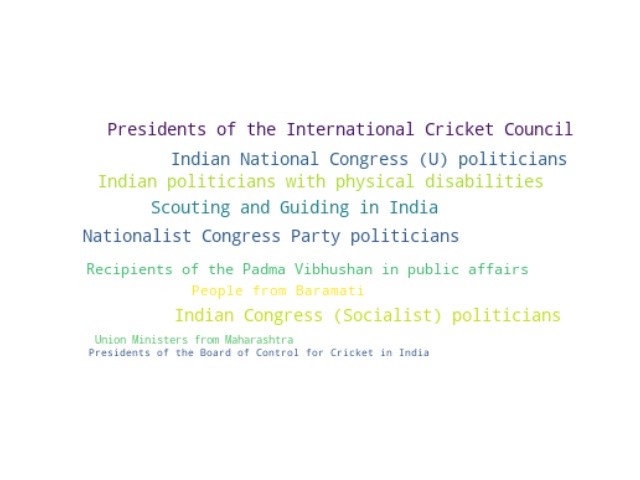 Presidents of the International Cricket Council
Indian National Congress (U) politicians
Indian politicians with physical disabilities
Scouting and Guiding in India
Nationalist Congress Party politicians
Recipients of the Padma Vibhushan in public affairs
People from Baramati
Indian Congress (Socialist) politicians
Union Ministers from Maharashtra
Presidents of the Board of Control for Cricket in India